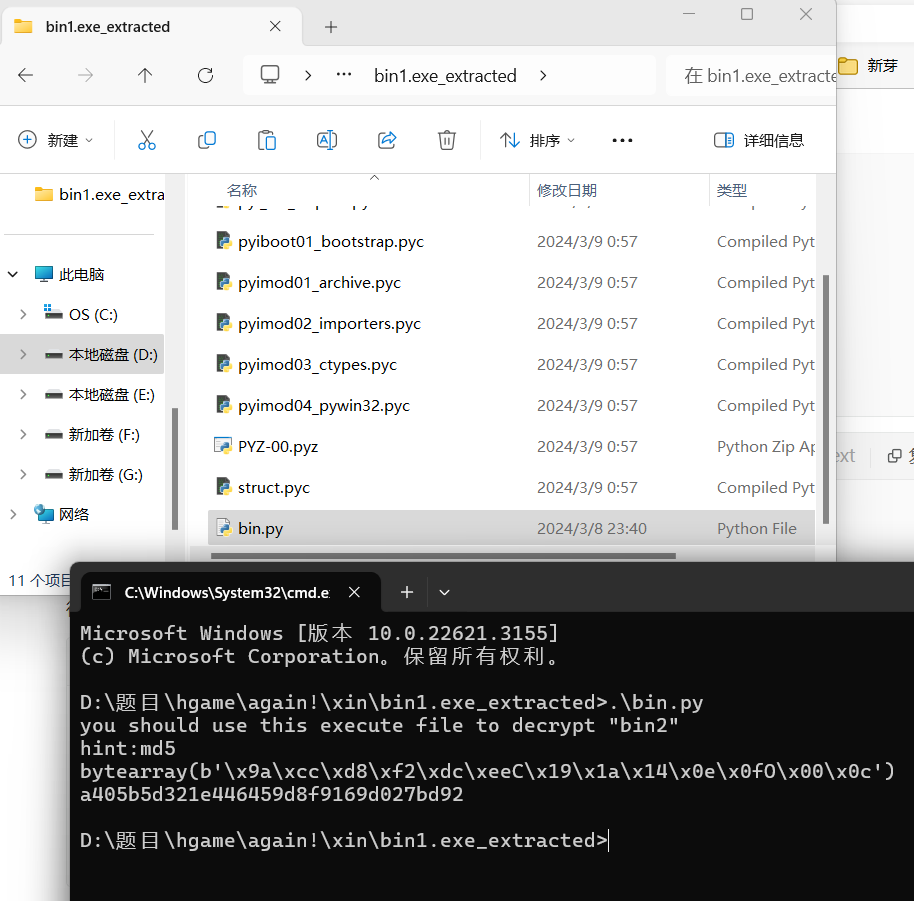 bin1.exe_extracted
bin1.exe_extracted
在 bin1.exe_extracte
新芽
新建
排序
详细信息
bin1.exe_extra
名称
修改日期
类型
pyiboot01_bootstrap.pyc
2024/3/9 0:57
Compiled Pyt
此电脑
pyimod01_archive.pyc
2024/3/9 0:57
Compiled Pyt
OS (C:)
pyimod02_importers.pyc
2024/3/9 0:57
Compiled Pyt
本地磁盘 (D:)
pyimod03_ctypes.pyc
2024/3/9 0:57
Compiled Pyt
本地磁盘 (E:)
pyimod04_pywin32.pyc
2024/3/9 0:57
Compiled Pyt
新加卷 (F:)
PYZ-00.pyz
2024/3/9 0:57
Python Zip Ap
ext
新加卷 (G:)
struct.pyc
2024/3/9 0:57
Compiled Pyt
网络
bin.py
2024/3/8 23:40
Python File
11 个项目
C:\Windows\System32\cmd.e
Microsoft Windows [版本 10.0.22621.3155]
(c) Microsoft Corporation。保留所有权利。
D:\题目\hgame\again!\xin\bin1.exe_extracted>.\bin.py
you should use this execute file to decrypt "bin2"
hint:md5
bytearray(b'\x9a\xcc\xd8\xf2\xdc\xeeC\x19\x1a\x14\x0e\x0fO\x00\x0c')
a405b5d321e446459d8f9169d027bd92
D:\题目\hgame\again!\xin\bin1.exe_extracted>